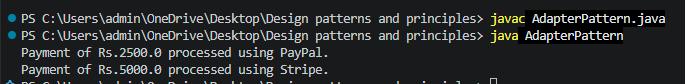 PS C:\Users\admin\OneDrive\Desktop\Design patterns and principles> javac AdapterPattern.java
PS C:\Users\admin\OneDrive\Desktop\Design patterns and principles> java AdapterPattern
Payment of Rs.2500.0 processed using PayPal.
Payment of Rs.5000.0 processed using Stripe.